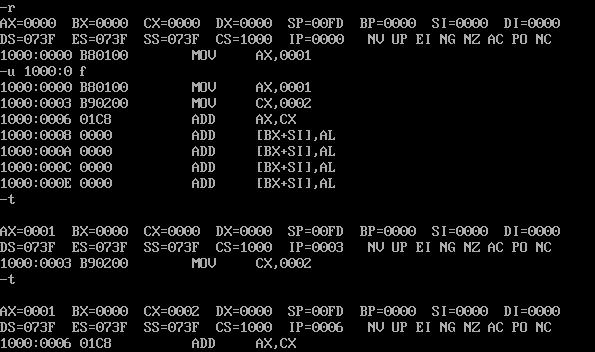 -r
AX=0000  BX=0000  CX=0000  DX=0000  SP=00FD  BP=0000  SI=0000  DI=0000
DS=073F  ES=073F  SS=073F  CS=1000  IP=0000   NV UP EI NG NZ AC PO NC
1000:0000 B80100        MOV     AX,0001
-u 1000:0 f
1000:0000 B80100        MOV     AX,0001
1000:0003 B90200        MOV     CX,0002
1000:0006 01C8          ADD     AX,CX
1000:0008 0000          ADD     [BX+SI],AL
1000:000A 0000          ADD     [BX+SI],AL
1000:000C 0000          ADD     [BX+SI],AL
1000:000E 0000          ADD     [BX+SI],AL
-t
AX=0001  BX=0000  CX=0000  DX=0000  SP=00FD  BP=0000  SI=0000  DI=0000
DS=073F  ES=073F  SS=073F  CS=1000  IP=0003   NV UP EI NG NZ AC PO NC
1000:0003 B90200        MOV     CX,0002
-t
AX=0001  BX=0000  CX=0002  DX=0000  SP=00FD  BP=0000  SI=0000  DI=0000
DS=073F  ES=073F  SS=073F  CS=1000  IP=0006   NV UP EI NG NZ AC PO NC
1000:0006 01C8          ADD     AX,CX